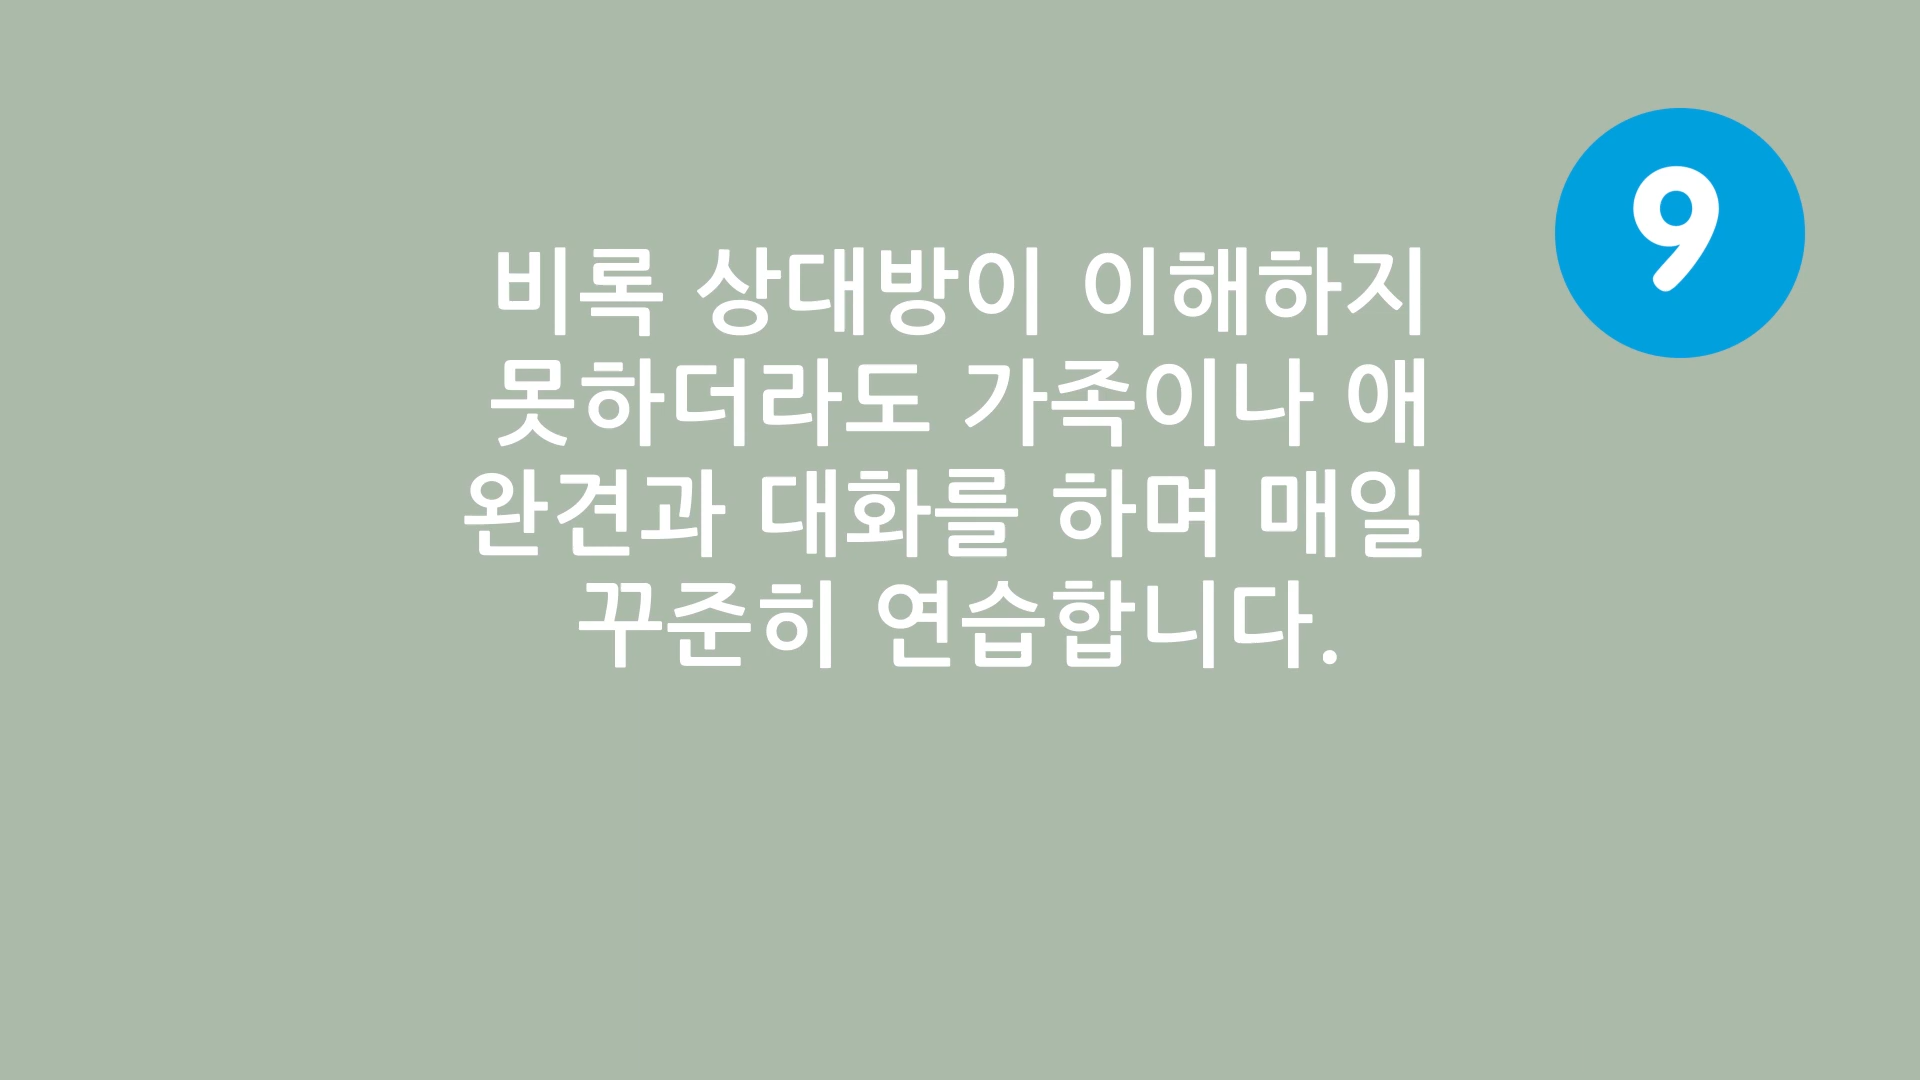 9
비록 상대방이 이해하지
못하더라도 가족이나 애
완견과 대화를 하며 매일
꾸준히 연습합니다.